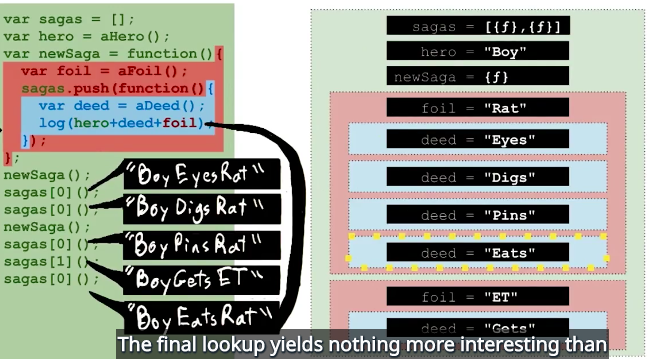 var sagas = [];
var hero = aHero();
var newSaga = function(){
var foil = aFoil();
sagas.push(function(){
var deed = aDeed();
log(hero+deed+foil)
});
};
newSaga();
sagas[0]();
sagas[0]();
newSaga();
sagas[0]();
sagas[1]();
sagas[0]();
"Boy Eyes Rat"
"Boy Digs Rat"
"Boy Pins Rat"
"Boy Gets ET"
"Boy Eats Rat"
sagas = [{f},{f}]
hero = "Boy"
newSaga = {f}
foil = "Rat"
deed = "Eyes"
deed = "Digs"
deed = "Pins"
deed = "Eats"
foil = "ET"
deed = "Gets"
The final lookup yields nothing more interesting than